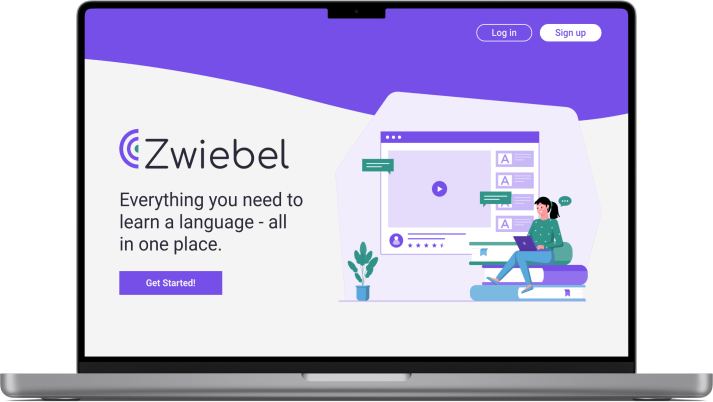 Log in
Sign up
Zwiebel
Everything you need to
learn a language - all
in one place.
Get Started!
A
A
A
A